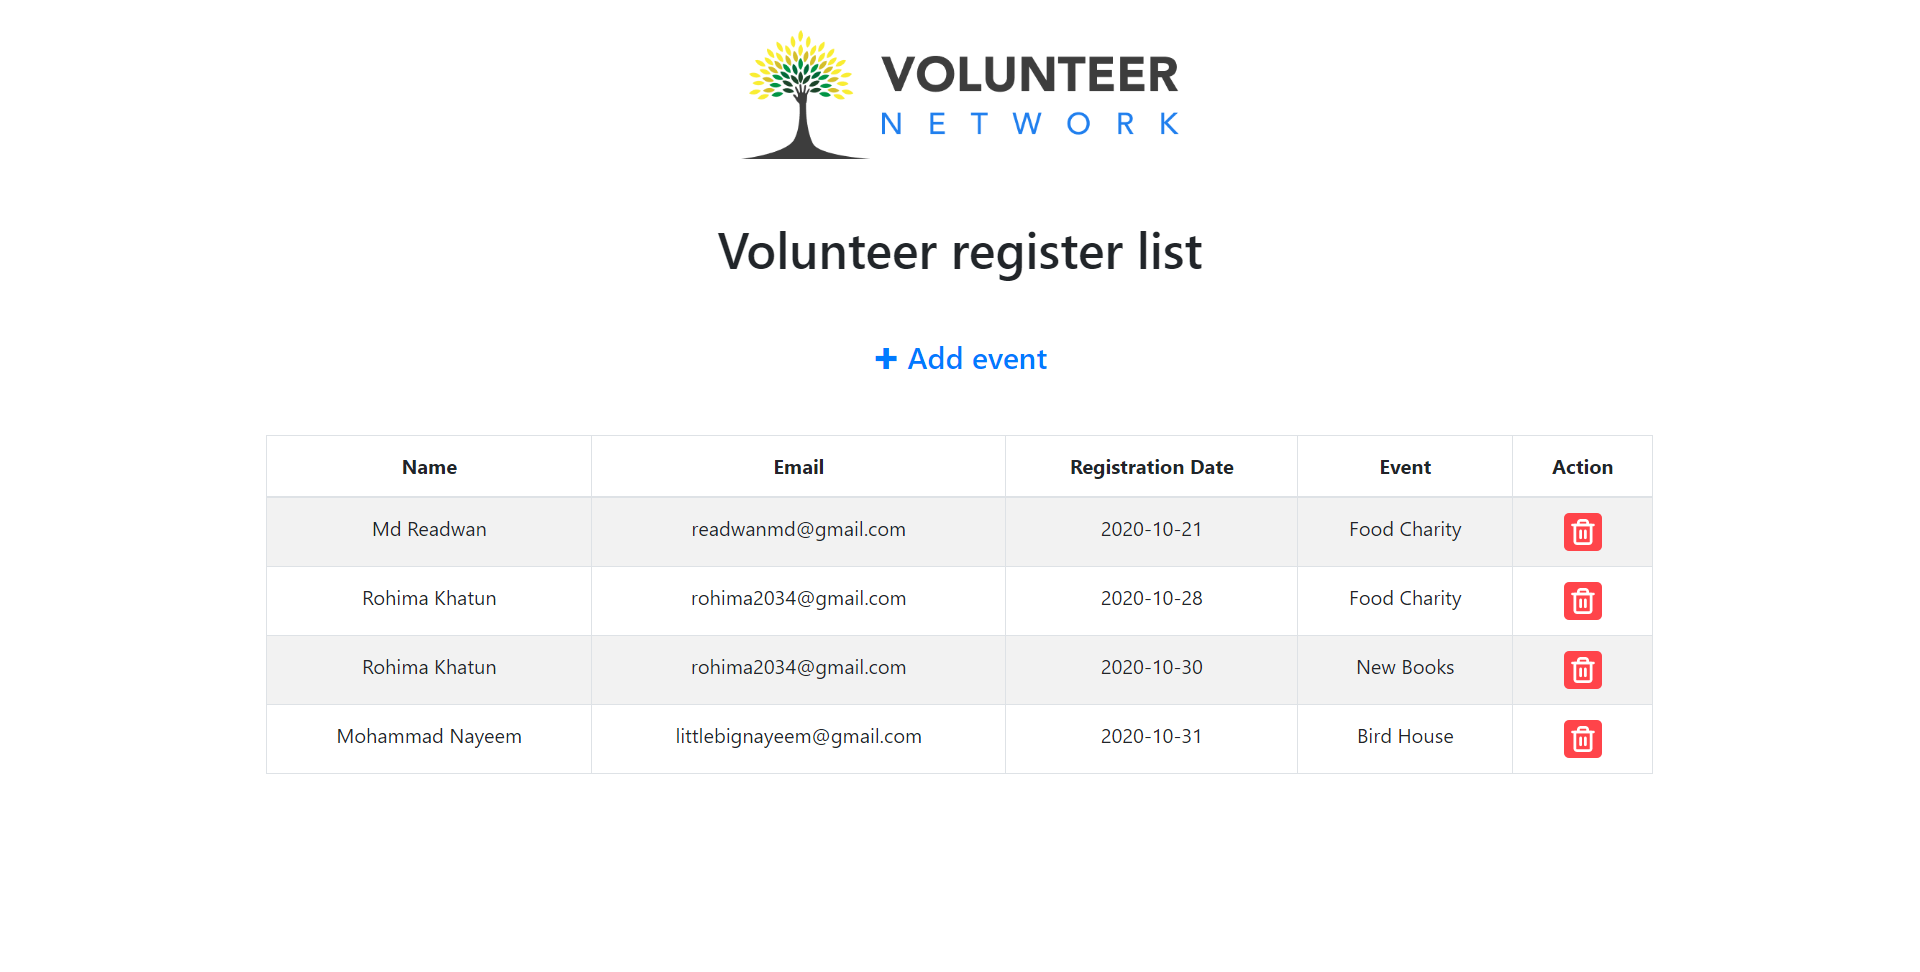 VOLUNTEER
NETWORK
Volunteer register list
+ Add event
Name Email Registration Date Event Action
Md Readwan readwanmd@gmail.com 2020-10-21 Food Charity
Rohima Khatun rohima2034@gmail.com 2020-10-28 Food Charity
Rohima Khatun rohima2034@gmail.com 2020-10-30 New Books
Mohammad Nayeem littlebignayeem@gmail.com 2020-10-31 Bird House